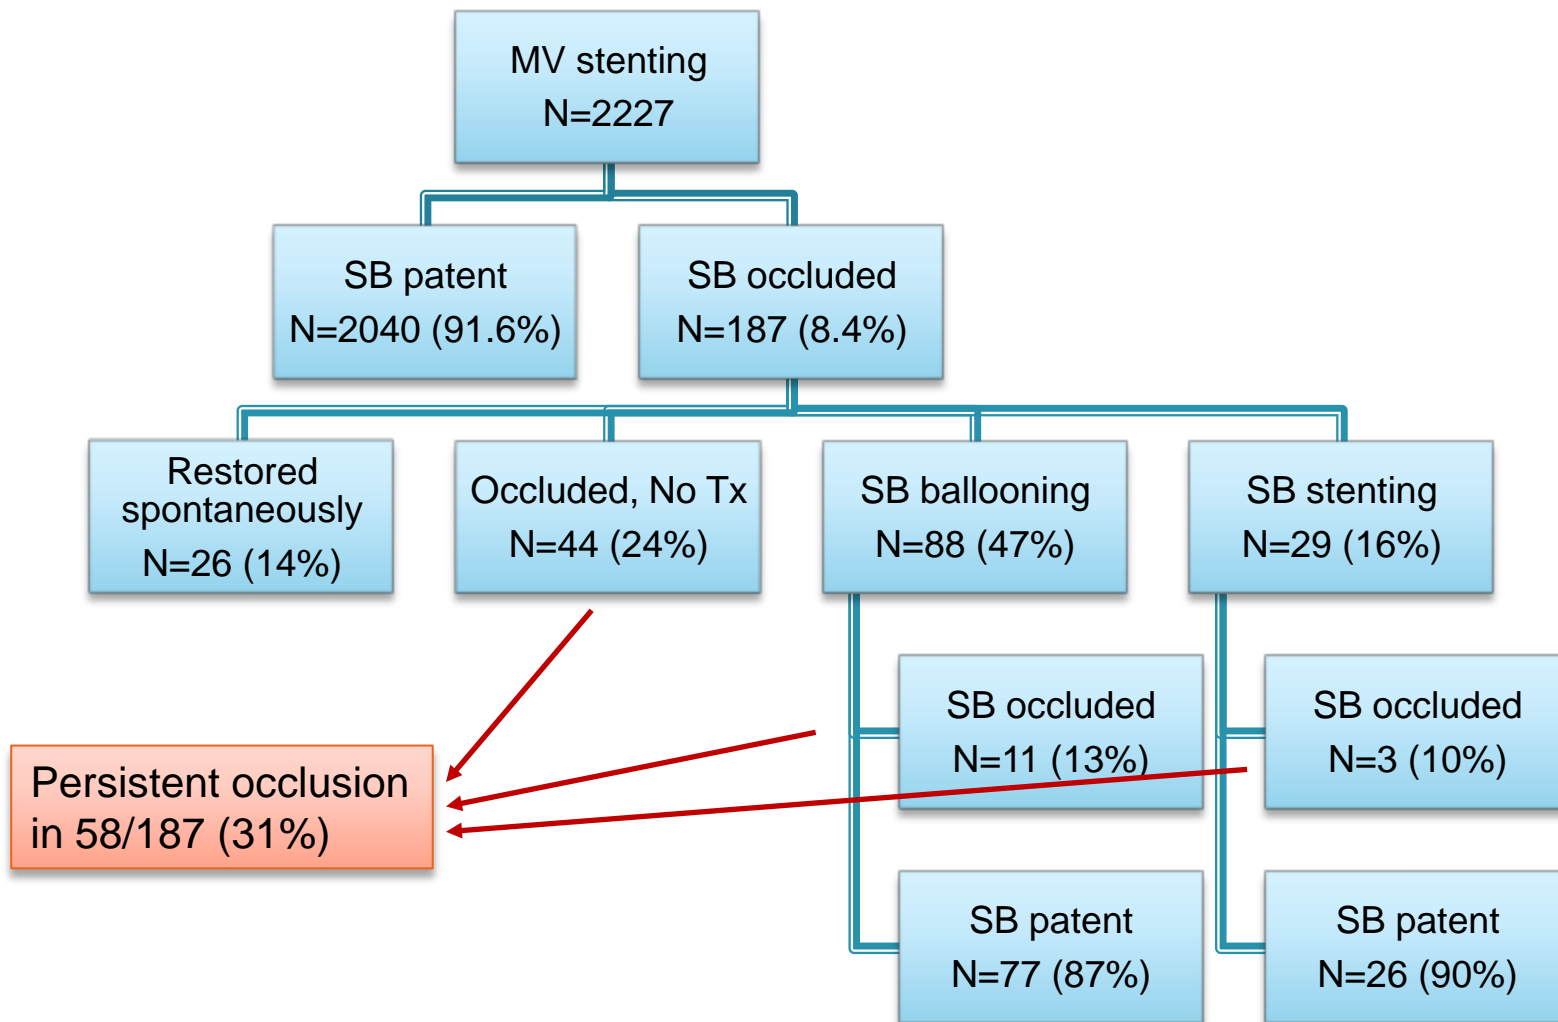 MV stenting
N=2227
SB patent
N=2040 (91.6%)
SB occluded
N=187 (8.4%)
Restored
spontaneously
N=26 (14%)
Occluded, No Tx
N=44 (24%)
SB ballooning
N=88 (47%)
SB stenting
N=29 (16%)
SB occluded
N=11 (13%)
SB occluded
N=3 (10%)
Persistent occlusion
in 58/187 (31%)
SB patent
N=77 (87%)
SB patent
N=26 (90%)